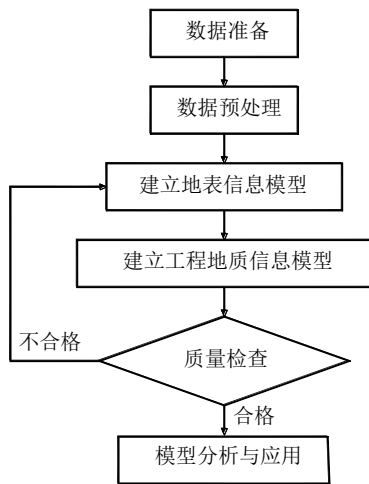 数据准备
数据预处理
建立地表信息模型
建立工程地质信息模型
不合格
质量检查
合格
模型分析与应用